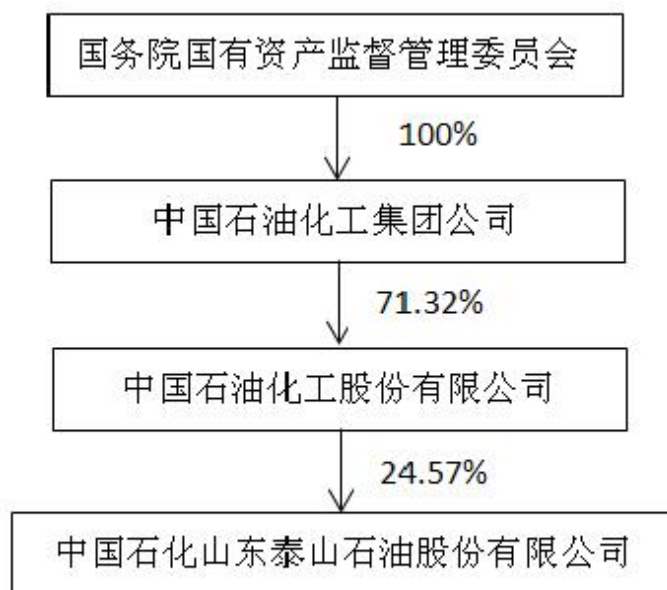 国务院国有资产监督管理委员会
100%
中国石油化工集团公司
71.32%
中国石油化工股份有限公司
24.57%
中国石化山东泰山石油股份有限公司